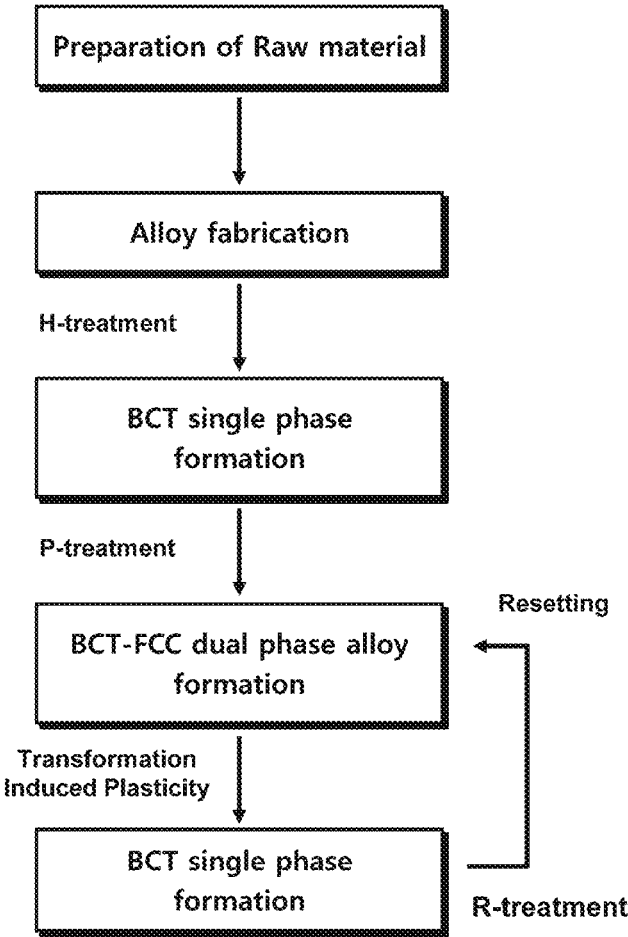 Preparation of Raw material
Alloy fabrication
H-treatment
BCT single phase
formation
P-treatment
Resetting
BCT-FCC dual phase alloy
formation
Transformation
Induced Plasticity
BCT single phase
formation
R-treatment